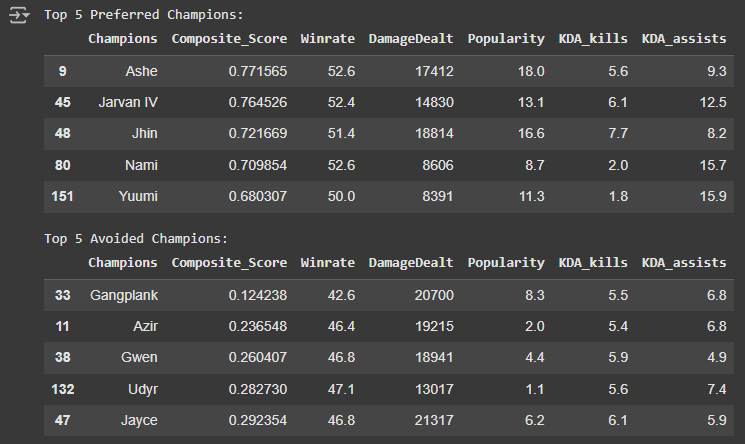 Top 5 Preferred Champions:
Champions Composite_Score Winrate DamageDealt Popularity KDA_kills KDA_assists
9 Ashe 0.771565 52.6 17412 18.0 5.6 9.3
45 Jarvan IV 0.764526 52.4 14830 13.1 6.1 12.5
48 Jhin 0.721669 51.4 18814 16.6 7.7 8.2
80 Nami 0.709854 52.6 8606 8.7 2.0 15.7
151 Yuumi 0.680307 50.0 8391 11.3 1.8 15.9
Top 5 Avoided Champions:
Champions Composite_Score Winrate DamageDealt Popularity KDA_kills KDA_assists
33 Gangplank 0.124238 42.6 20700 8.3 5.5 6.8
11 Azir 0.236548 46.4 19215 2.0 5.4 6.8
38 Gwen 0.260407 46.8 18941 4.4 5.9 4.9
132 Udyr 0.282730 47.1 13017 1.1 5.6 7.4
47 Jayce 0.292354 46.8 21317 6.2 6.1 5.9